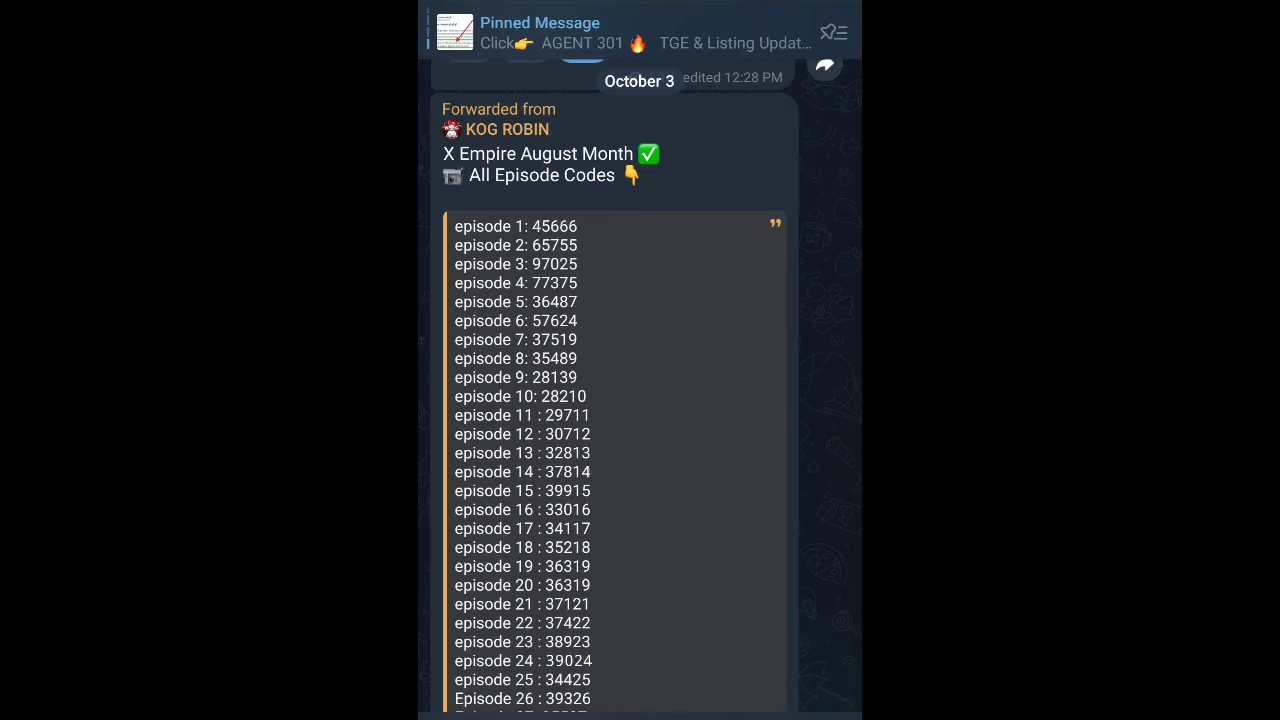 Pinned Message
Click👉 AGENT 301 🔥 TGE & Listing Updat...
October 3
edited 12:28 PM
Forwarded from
KOG ROBIN
X Empire August Month ✅
All Episode Codes 👇
episode 1: 45666
episode 2: 65755
episode 3: 97025
episode 4: 77375
episode 5: 36487
episode 6: 57624
episode 7: 37519
episode 8: 35489
episode 9: 28139
episode 10: 28210
episode 11 : 29711
episode 12 : 30712
episode 13 : 32813
episode 14 : 37814
episode 15 : 39915
episode 16 : 33016
episode 17 : 34117
episode 18 : 35218
episode 19 : 36319
episode 20 : 36319
episode 21 : 37121
episode 22 : 37422
episode 23 : 38923
episode 24 : 39024
episode 25 : 34425
Episode 26 : 39326